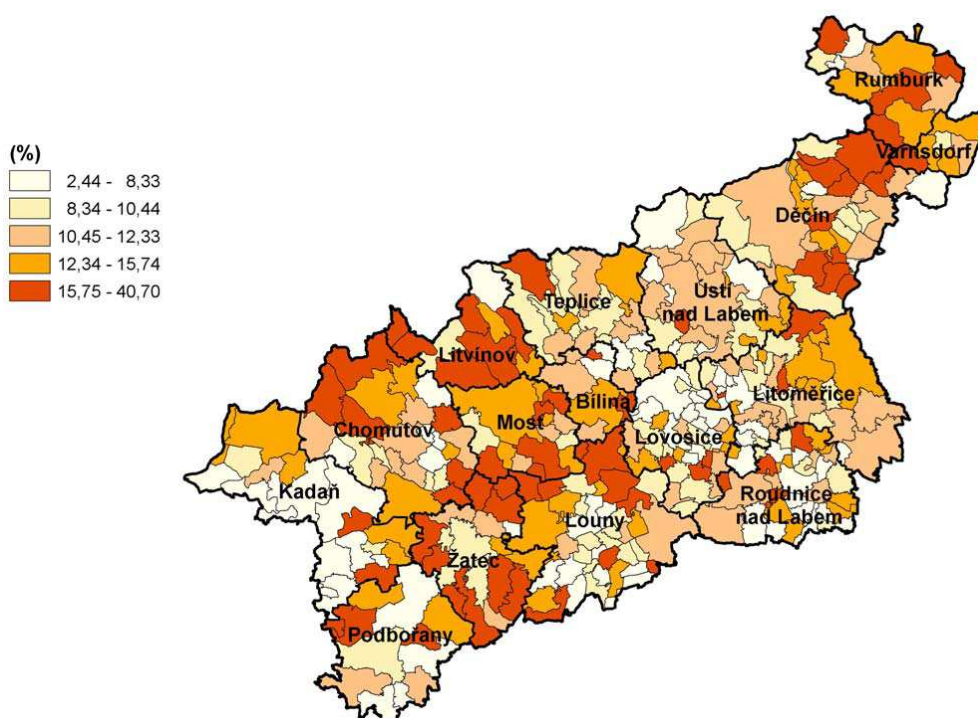 Rumburk
(%)
Varnsdorf
2,44 - 8,33
8,34 - 10,44
10,45 - 12,33
12,34 - 15,74
15,75 - 40,70
Děčín
Teplice
Ústí
nad Labem
Litvínov
Litoměřice
Bílina
Most
Chomutov
Lovosice
Kadaň
Roudnice
nad Labem
Louny
Žatec
Podbořany